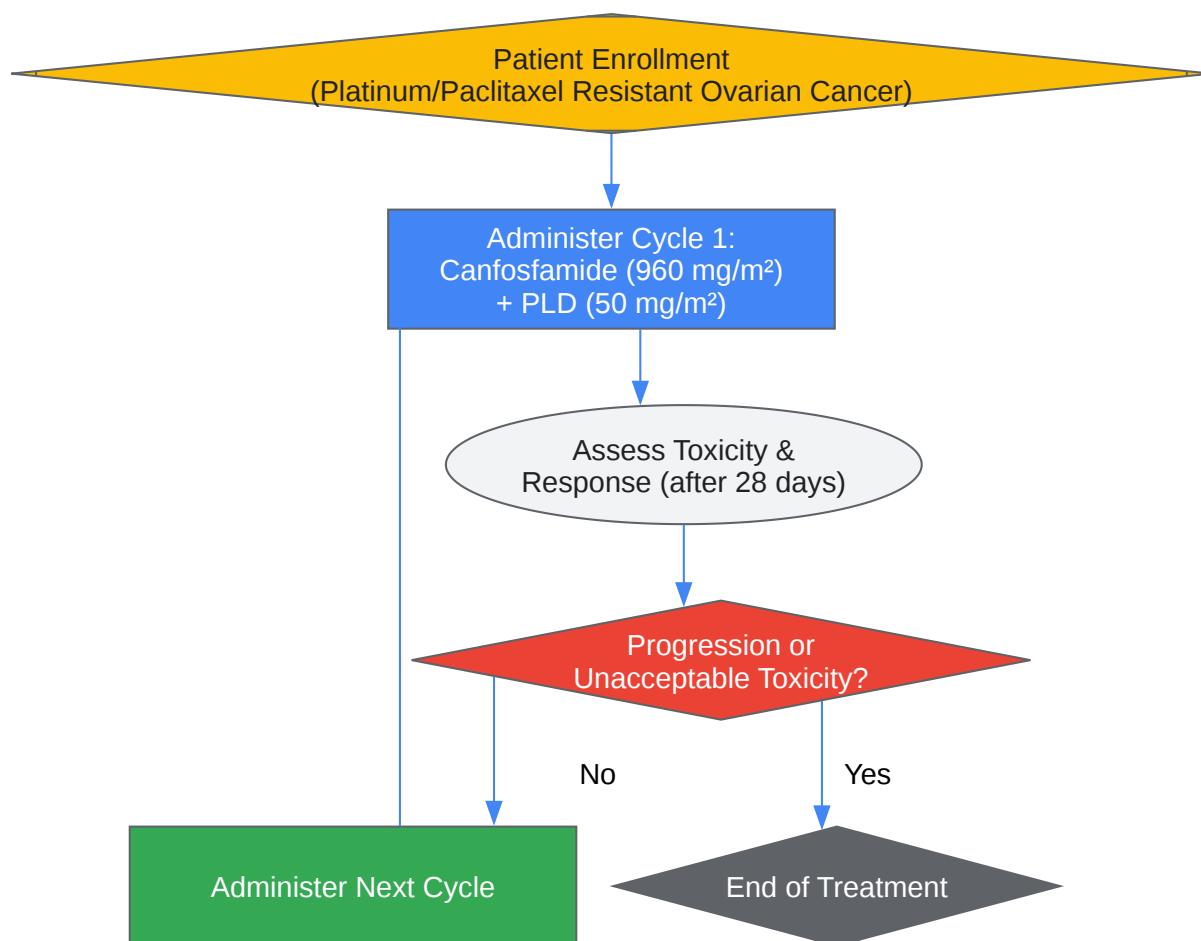 Patient Enrollment
(Platinum/Paclitaxel Resistant Ovarian Cancer)
Administer Cycle 1:
Canfosfamide (960 mg/m²)
+ PLD (50 mg/m²)
Assess Toxicity &
Response (after 28 days)
Progression or
Unacceptable Toxicity?
No
Yes
Administer Next Cycle
End of Treatment